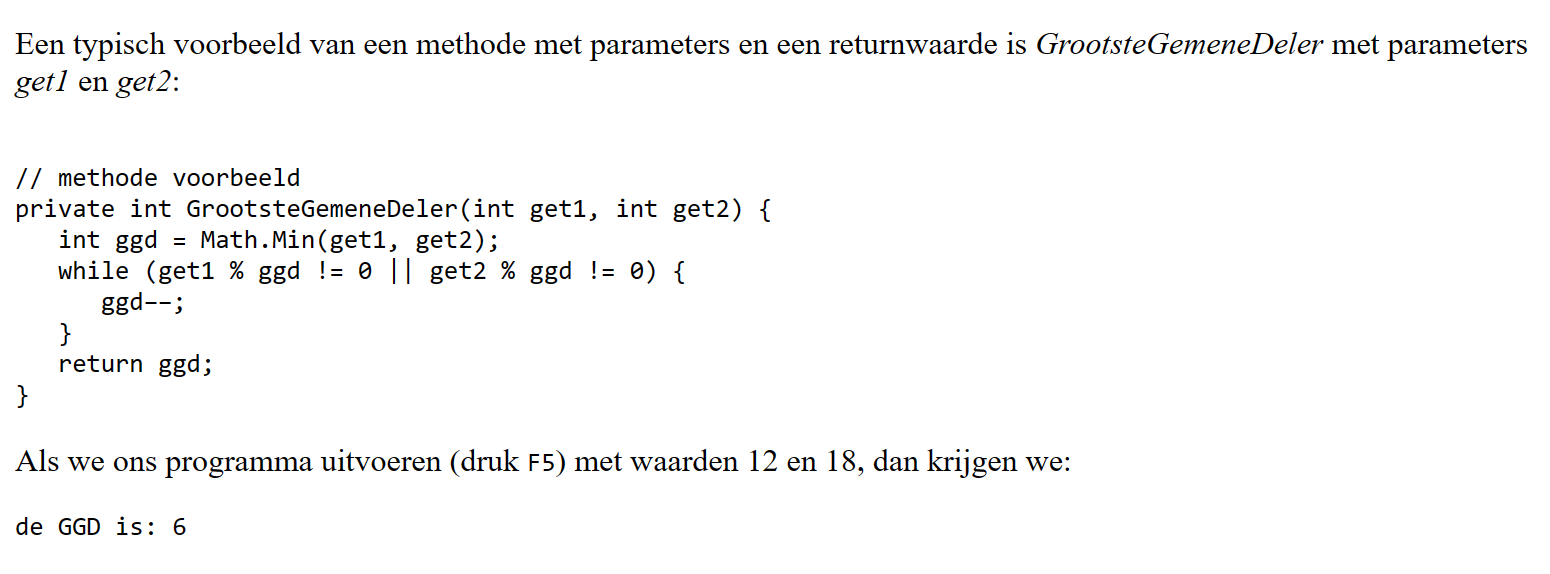 Een typisch voorbeeld van een methode met parameters en een returnwaarde is GrootsteGemeneDeler met parameters
get1 en get2:
// methode voorbeeld
private int GrootsteGemeneDeler(int get1, int get2) {
   int ggd = Math.Min(get1, get2);
   while (get1 % ggd != 0 || get2 % ggd != 0) {
      ggd--;
   }
   return ggd;
}
Als we ons programma uitvoeren (druk F5) met waarden 12 en 18, dan krijgen we:
de GGD is: 6